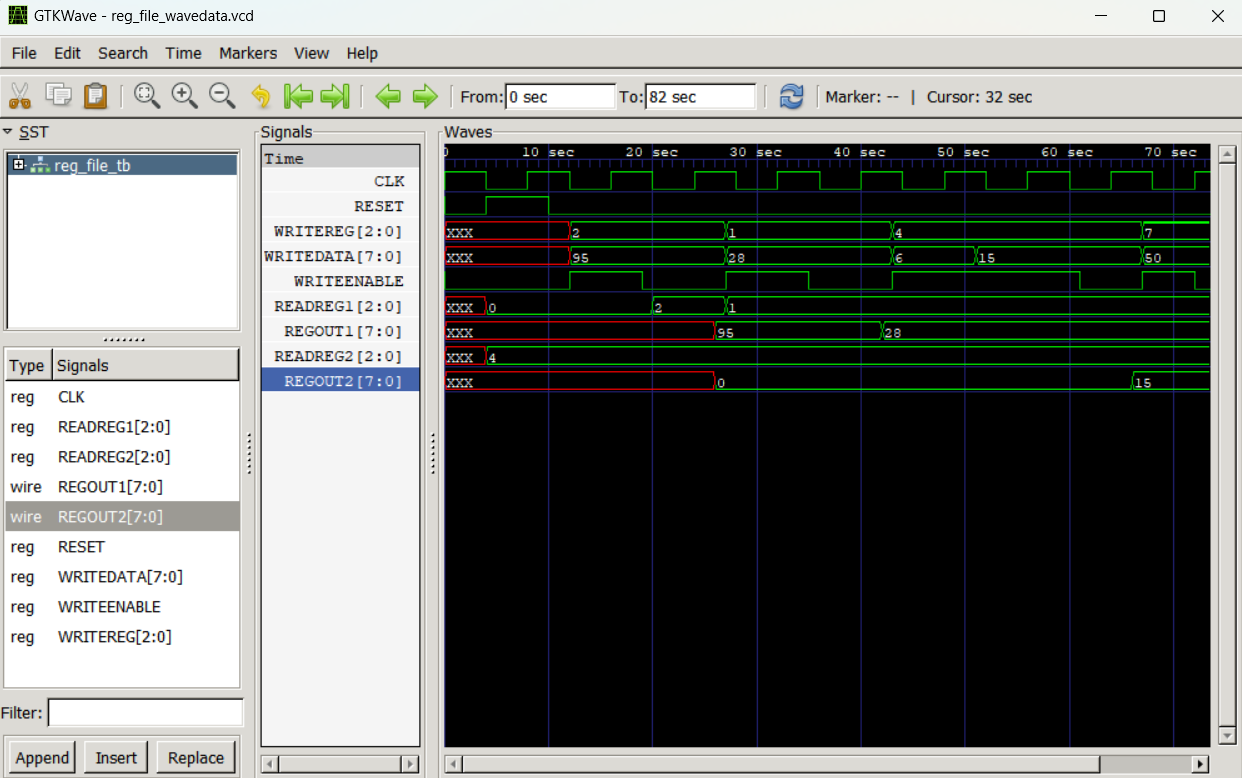 GTKWave - reg_file_wavedata.vcd
File Edit Search Time Markers View Help
From: 0 sec To: 82 sec Marker: -- | Cursor: 32 sec
SST
reg_file_tb
Type Signals
reg CLK
reg READREG1[2:0]
reg READREG2[2:0]
wire REGOUT1[7:0]
wire REGOUT2[7:0]
reg RESET
reg WRITEDATA[7:0]
reg WRITEENABLE
reg WRITEREG[2:0]
Filter:
Append Insert Replace
Signals
Time
CLK
RESET
WRITEREG[2:0]
WRITEDATA[7:0]
WRITEENABLE
READREG1[2:0]
REGOUT1[7:0]
READREG2[2:0]
REGOUT2[7:0]
Waves
0 10 sec 20 sec 30 sec 40 sec 50 sec 60 sec 70 sec
XXX 2 1 4 7
XXX 95 28 6 15 50
XXX 0 2 1
XXX 95 28
XXX 4
XXX 0 15